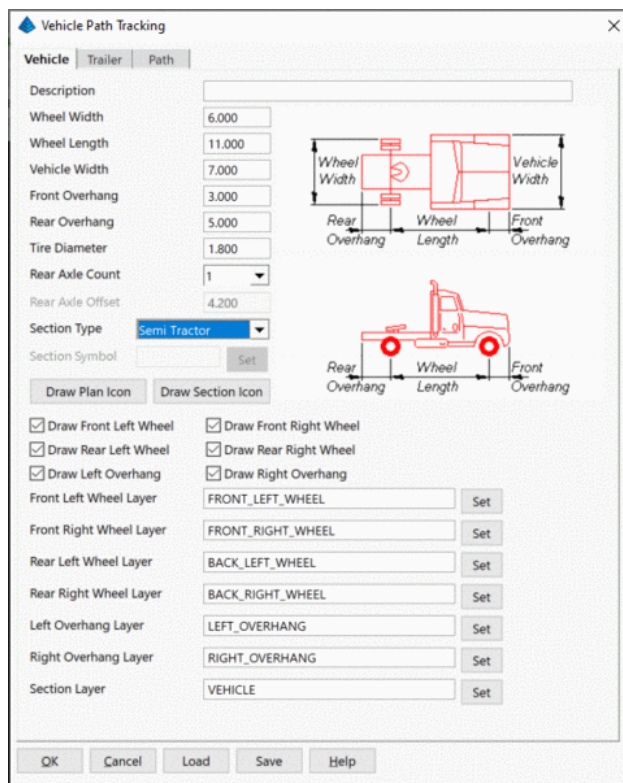 Vehicle Path Tracking
Vehicle Trailer Path
Description
Wheel Width 6.000
Wheel Length 11.000
Vehicle Width 7.000
Front Overhang 3.000
Rear Overhang 5.000
Tire Diameter 1.800
Rear Axle Count 1
Rear Axle Offset 4.200
Section Type Semi Tractor
Section Symbol Set
Draw Plan Icon Draw Section Icon
Wheel Width
Vehicle Width
Rear Overhang
Wheel Length
Front Overhang
Rear Overhang
Wheel Length
Front Overhang
Draw Front Left Wheel Draw Front Right Wheel
Draw Rear Left Wheel Draw Rear Right Wheel
Draw Left Overhang Draw Right Overhang
Front Left Wheel Layer FRONT_LEFT_WHEEL Set
Front Right Wheel Layer FRONT_RIGHT_WHEEL Set
Rear Left Wheel Layer BACK_LEFT_WHEEL Set
Rear Right Wheel Layer BACK_RIGHT_WHEEL Set
Left Overhang Layer LEFT_OVERHANG Set
Right Overhang Layer RIGHT_OVERHANG Set
Section Layer VEHICLE Set
OK Cancel Load Save Help